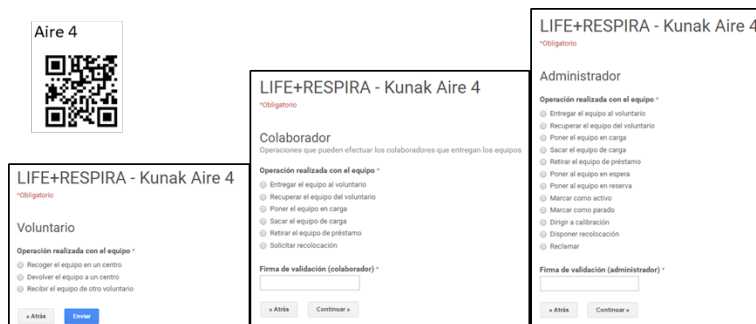 Aire 4
LIFE+RESPIRA - Kunak Aire 4
*Obligatorio
Voluntario
Operación realizada con el equipo *
Recoger el equipo en un centro
Devolver el equipo a un centro
Recibir el equipo de otro voluntario
« Atrás
Enviar
LIFE+RESPIRA - Kunak Aire 4
*Obligatorio
Colaborador
Operaciones que pueden efectuar los colaboradores que entregan los equipos
Operación realizada con el equipo *
Entregar el equipo al voluntario
Recuperar el equipo del voluntario
Poner el equipo en carga
Sacar el equipo de carga
Retirar el equipo de préstamo
Solicitar recolocación
Firma de validación (colaborador) *
« Atrás
Continuar »
LIFE+RESPIRA - Kunak Aire 4
*Obligatorio
Administrador
Operación realizada con el equipo *
Entregar el equipo al voluntario
Recuperar el equipo del voluntario
Poner el equipo en carga
Sacar el equipo de carga
Retirar el equipo de préstamo
Poner al equipo en espera
Poner al equipo en reserva
Marcar como activo
Marcar como parado
Dirigir a calibración
Disponer recolocación
Reclamar
Firma de validación (administrador) *
« Atrás
Continuar »